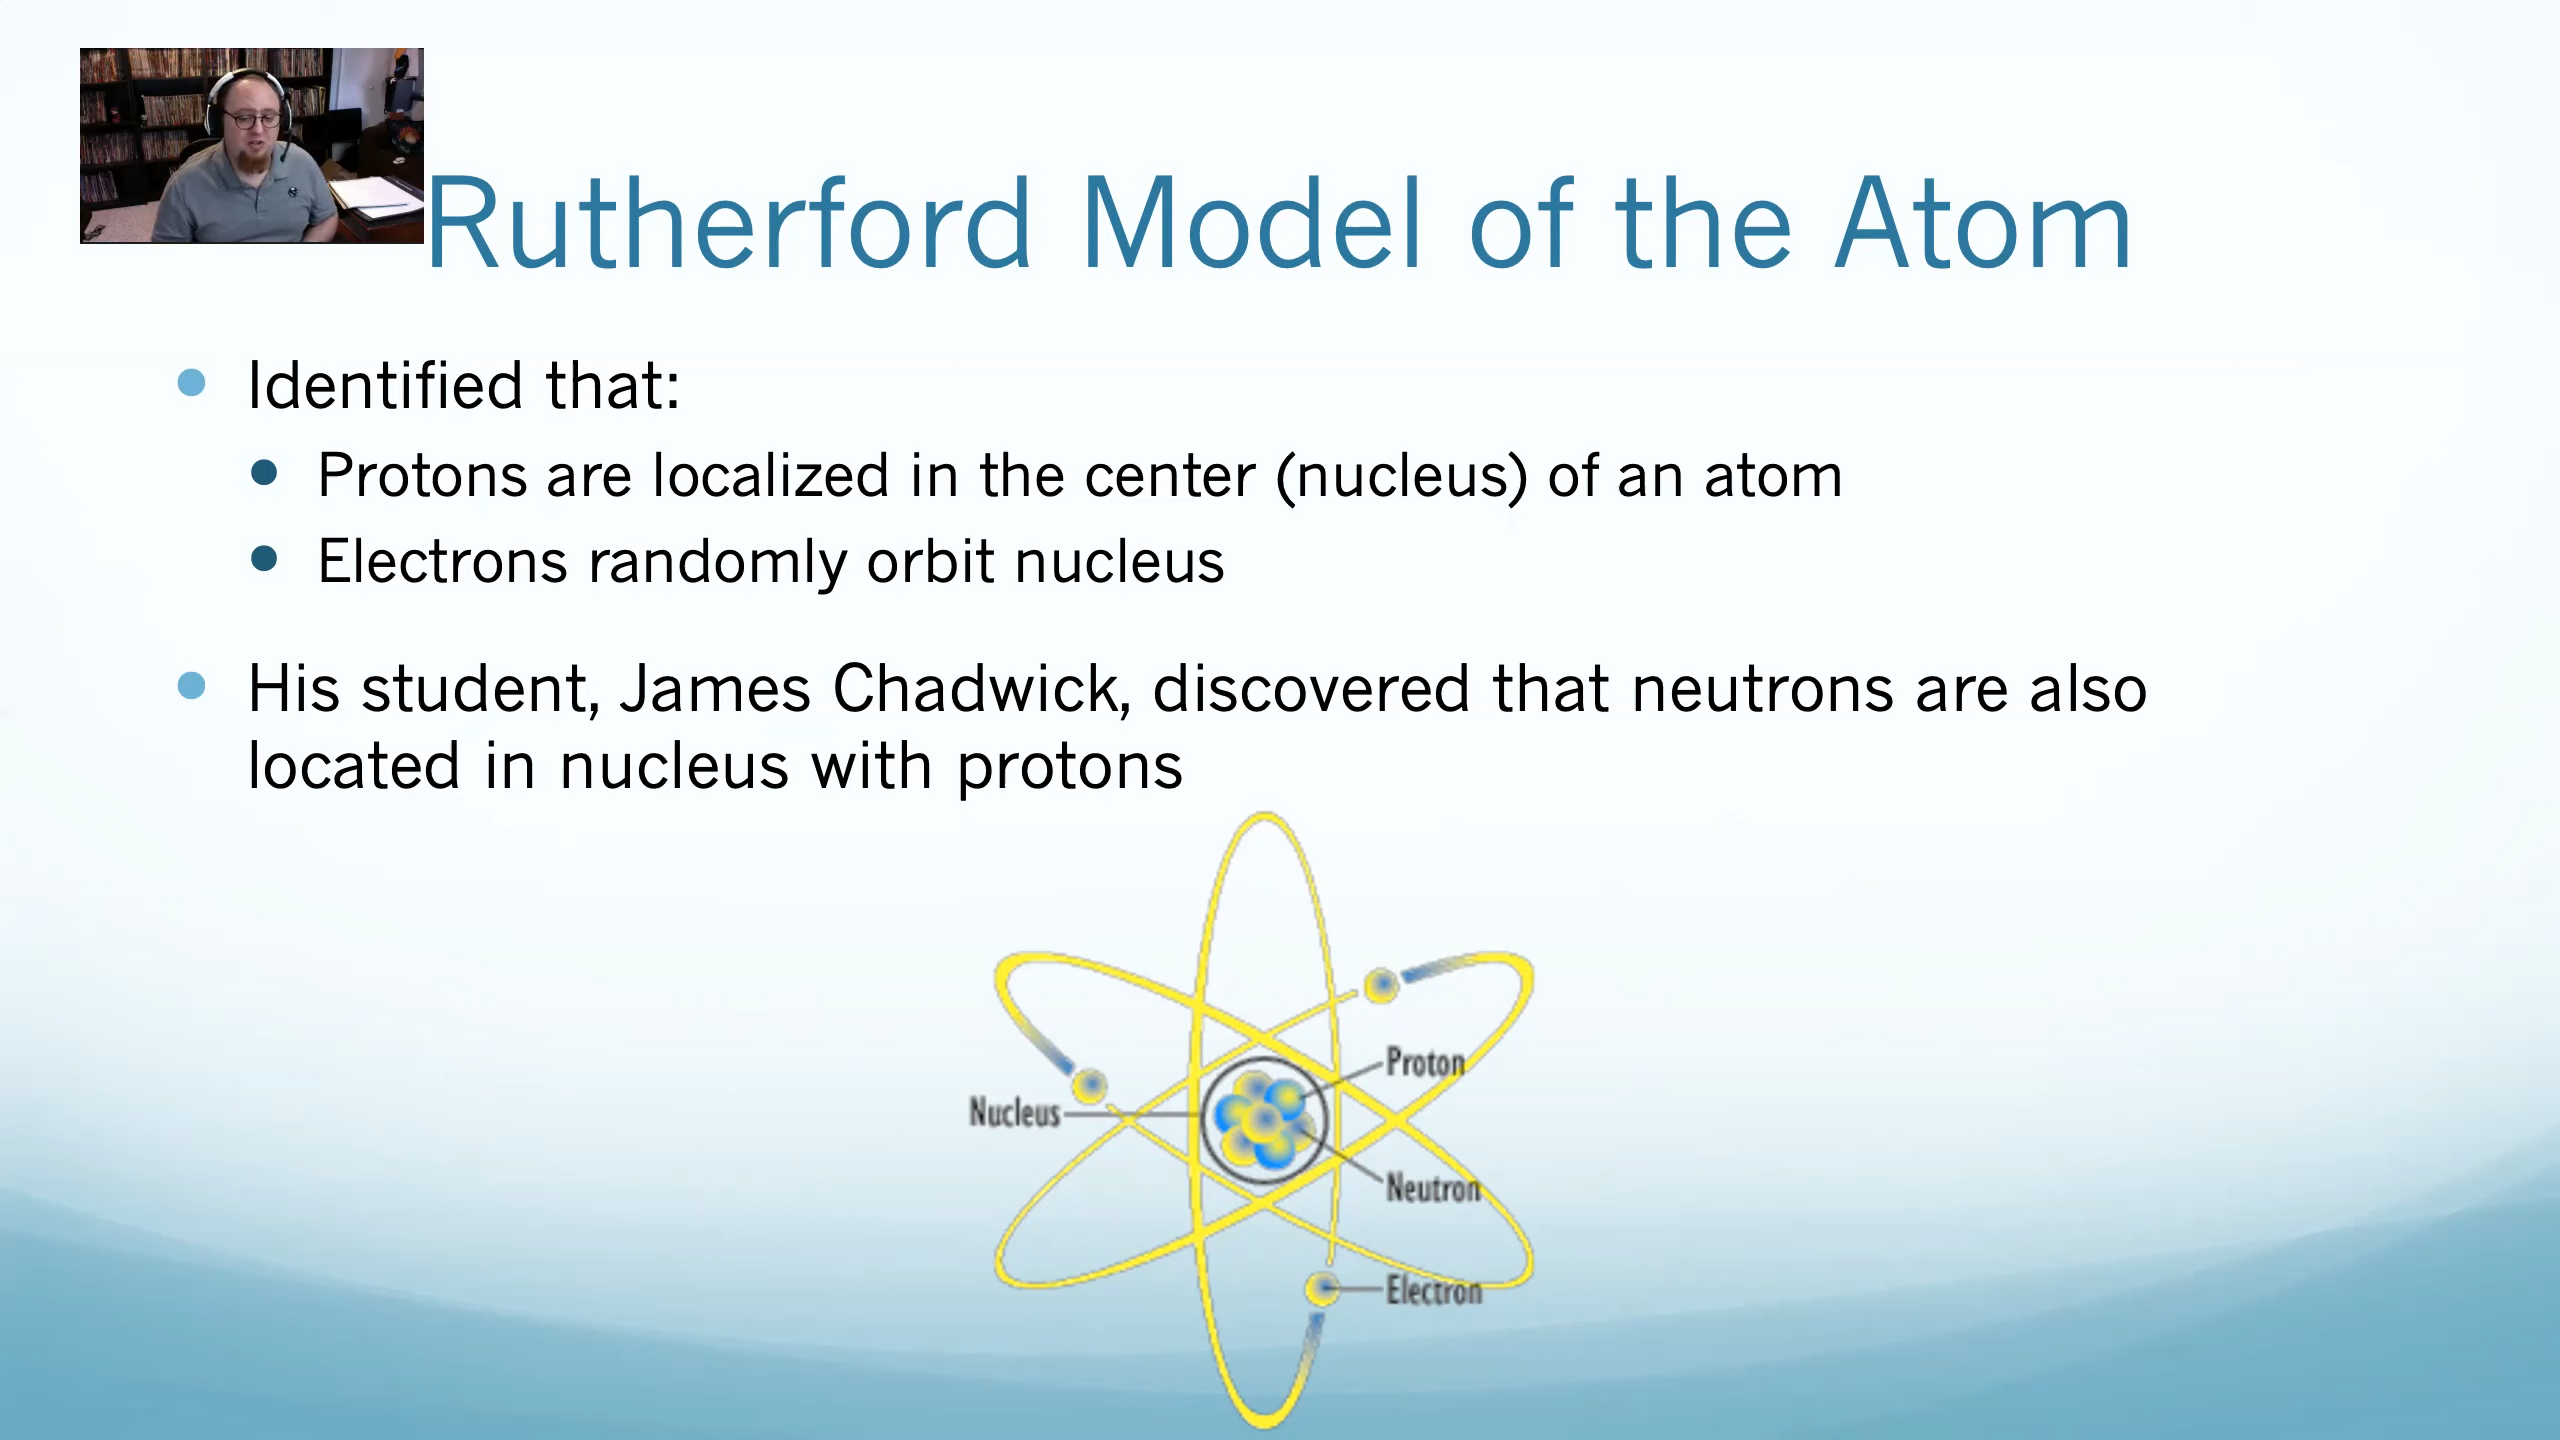 Rutherford Model of the Atom
Identified that:
Protons are localized in the center (nucleus) of an atom
Electrons randomly orbit nucleus
His student, James Chadwick, discovered that neutrons are also
located in nucleus with protons
Proton
Nucleus
Neutron
Electron